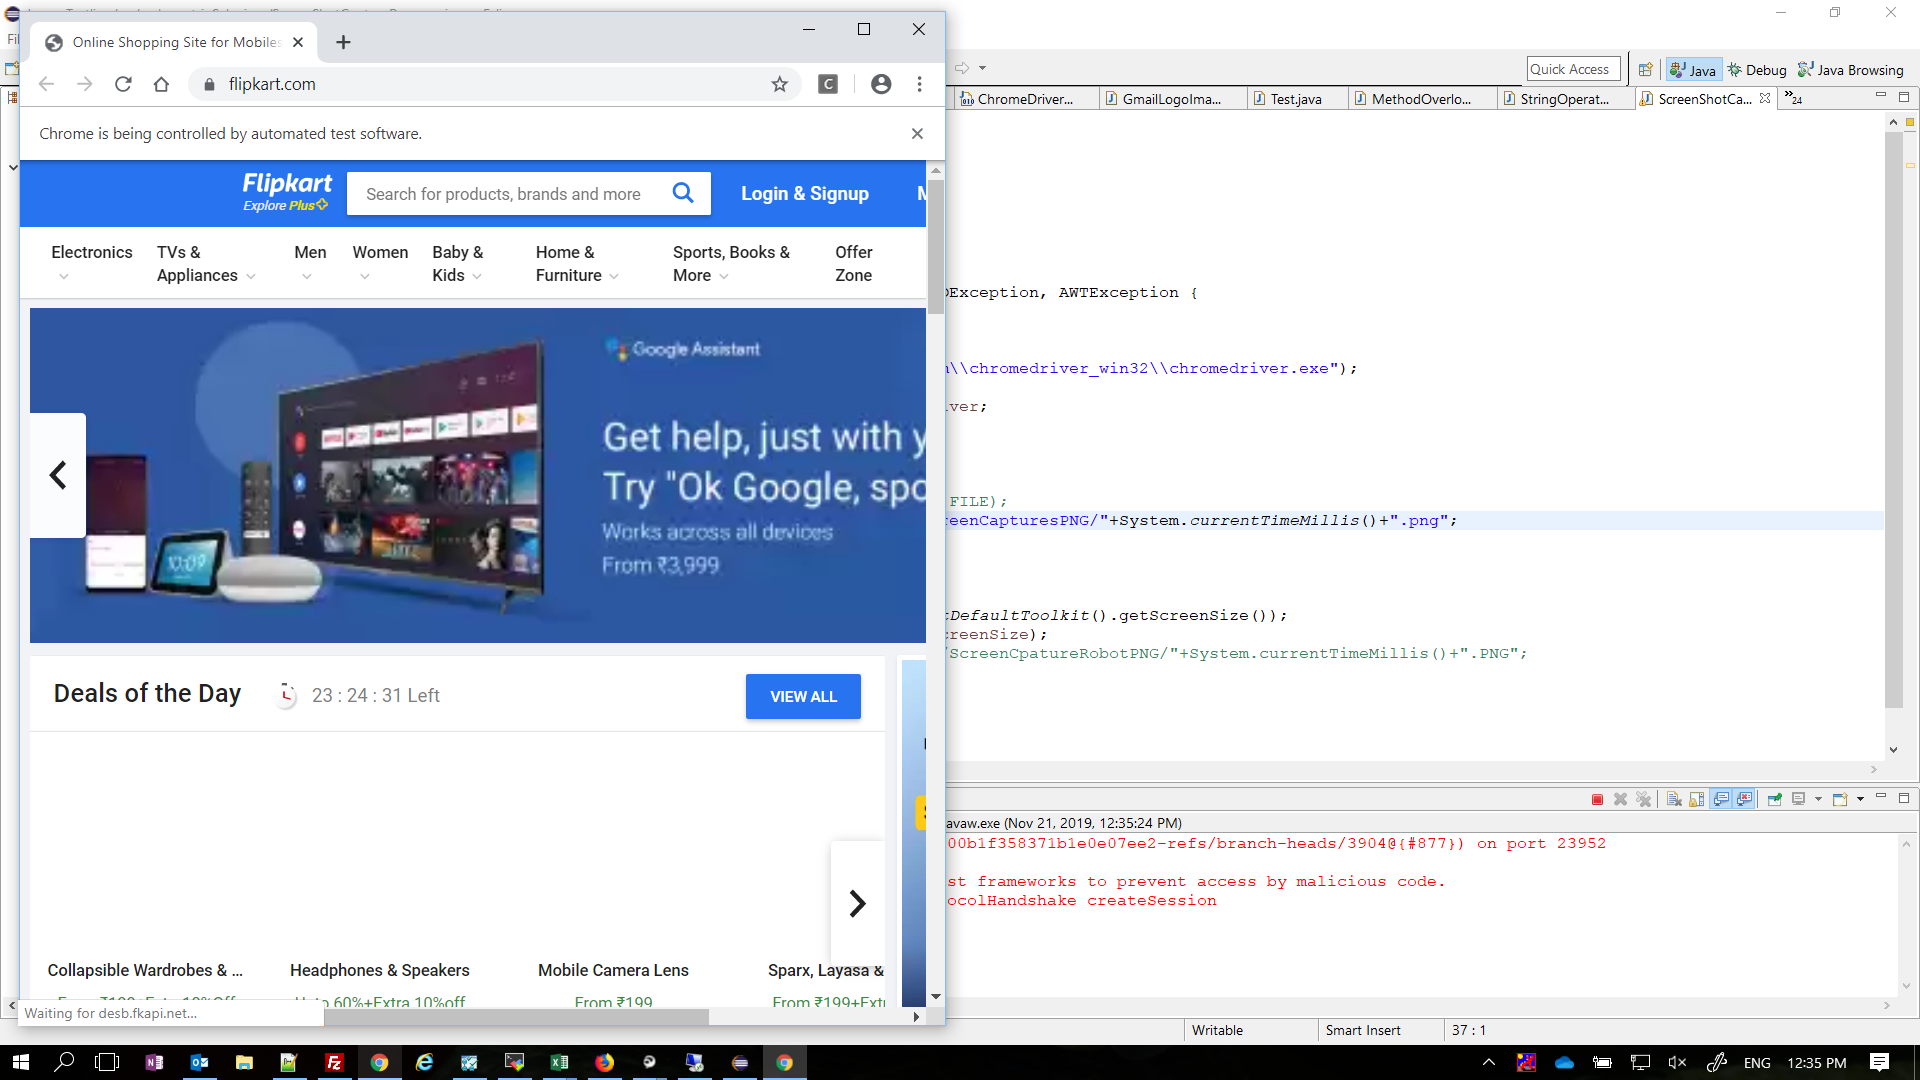 Online Shopping Site for Mobiles
flipkart.com
Chrome is being controlled by automated test software.
Flipkart
Explore Plus
Search for products, brands and more
Login & Signup
Electronics
TVs &
Appliances
Men
Women
Baby &
Kids
Home &
Furniture
Sports, Books &
More
Offer
Zone
Google Assistant
Get help, just with y
Try "Ok Google, spo
Works across all devices
From ₹3,999
10:09
Deals of the Day
23 : 24 : 31 Left
VIEW ALL
Collapsible Wardrobes & ...
Headphones & Speakers
Mobile Camera Lens
Sparx, Layasa &
Upto 60%+Extra 10%off
From ₹199
From ₹199+Extr
Waiting for desb.fkapi.net...
Quick Access
Java
Debug
Java Browsing
ChromeDriver...
GmailLogoIma...
Test.java
MethodOverlo...
StringOperat...
ScreenShotCa...
24
Exception, AWTException {
\\chromedriver_win32\\chromedriver.exe");
ver;
FILE);
reenCapturesPNG/"+System.currentTimeMillis()+".png";
tDefaultToolkit().getScreenSize());
creenSize);
/ScreenCpatureRobotPNG/"+System.currentTimeMillis()+".PNG";
avaw.exe (Nov 21, 2019, 12:35:24 PM)
00b1f358371b1e0e07ee2-refs/branch-heads/3904@{#877}) on port 23952
st frameworks to prevent access by malicious code.
ocolHandshake createSession
Writable
Smart Insert
37 : 1
ENG
12:35 PM